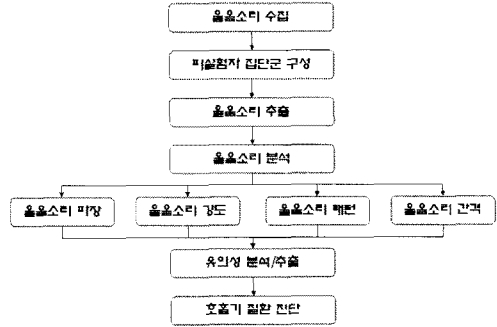 울음소리 수집
피실험자 집단군 구성
울음소리 추출
울음소리 분석
울음소리 파장
울음소리 강도
울음소리 패턴
울음소리 간격
유의성 분석/추출
호흡기 질환 진단